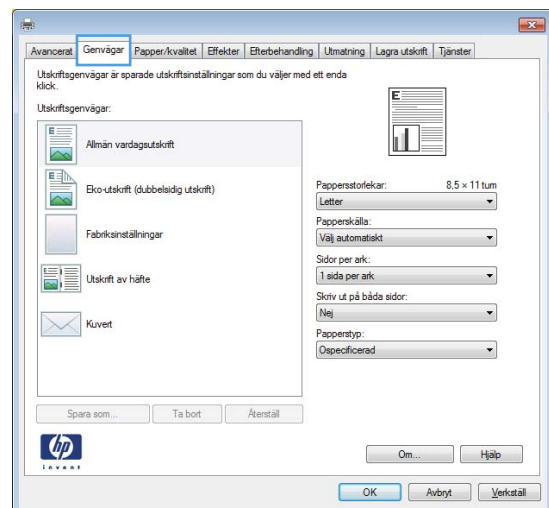 Avancerat Genvägar Papper/kvalitet Effekter Efterbehandling Utmatning Lagra utskrift Tjänster
Utskriftsgenvägar är sparade utskriftsinställningar som du väljer med ett enda
klick.
Utskriftsgenvägar:
E
Allmän vardagsutskrift
E
Eko-utskrift (dubbelsidig utskrift)
Fabriksinställningar
Utskrift av häfte
Kuvert
Spara som... Ta bort Återställ
E
Pappersstorlekar: 8,5 × 11 tum
Letter
Papperskälla:
Välj automatiskt
Sidor per ark:
1 sida per ark
Skriv ut på båda sidor:
Nej
Papperstyp:
Ospecificerad
hp
invent
Om... Hjälp
OK Avbryt Verkställ